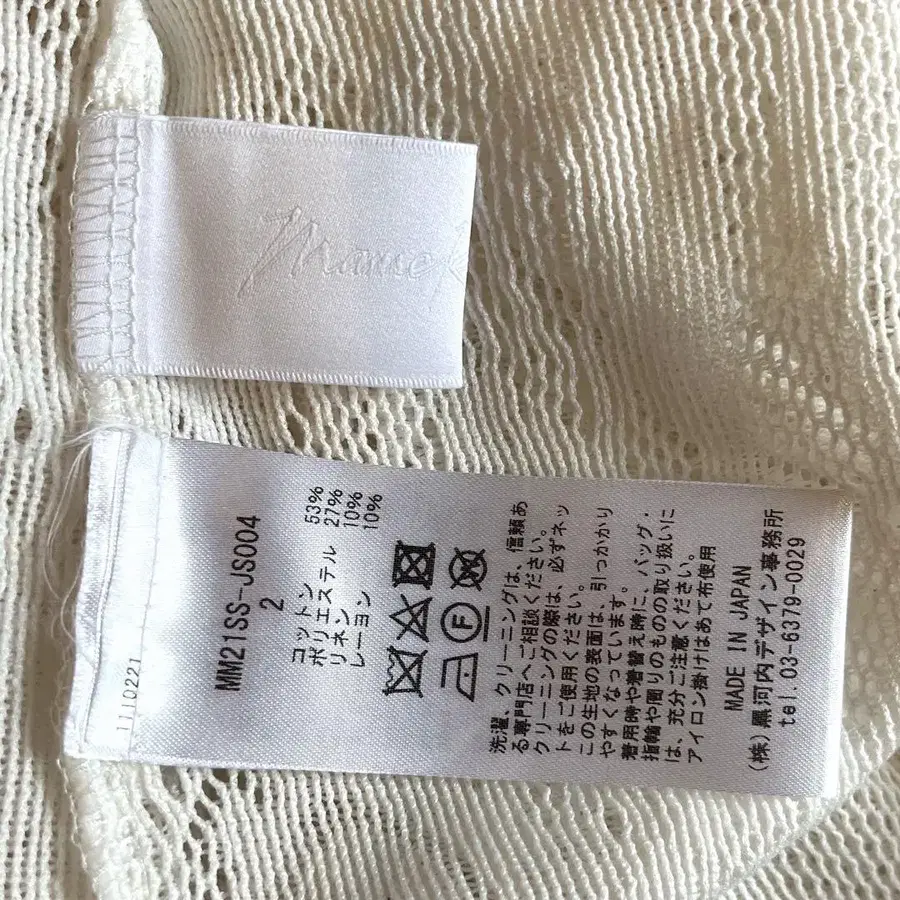 Mame K
MM21SS-JS004
2
コットン 53%
ポリエステル 27%
リネン 10%
レーヨン 10%
F
洗濯、クリーニングは、信頼あ
る専門店へご相談ください。
クリーニングの際は、必ずネッ
トをご使用ください。
この生地の表面は、引っかかり
やすくなっています。
着用時や着替え時に、バッグ・
指輪や周りのものの取り扱いに
は、充分ご注意ください。
アイロン掛けはあて布使用
MADE IN JAPAN
(株)黒河内デザイン事務所
tel.03-6379-0029
1110221